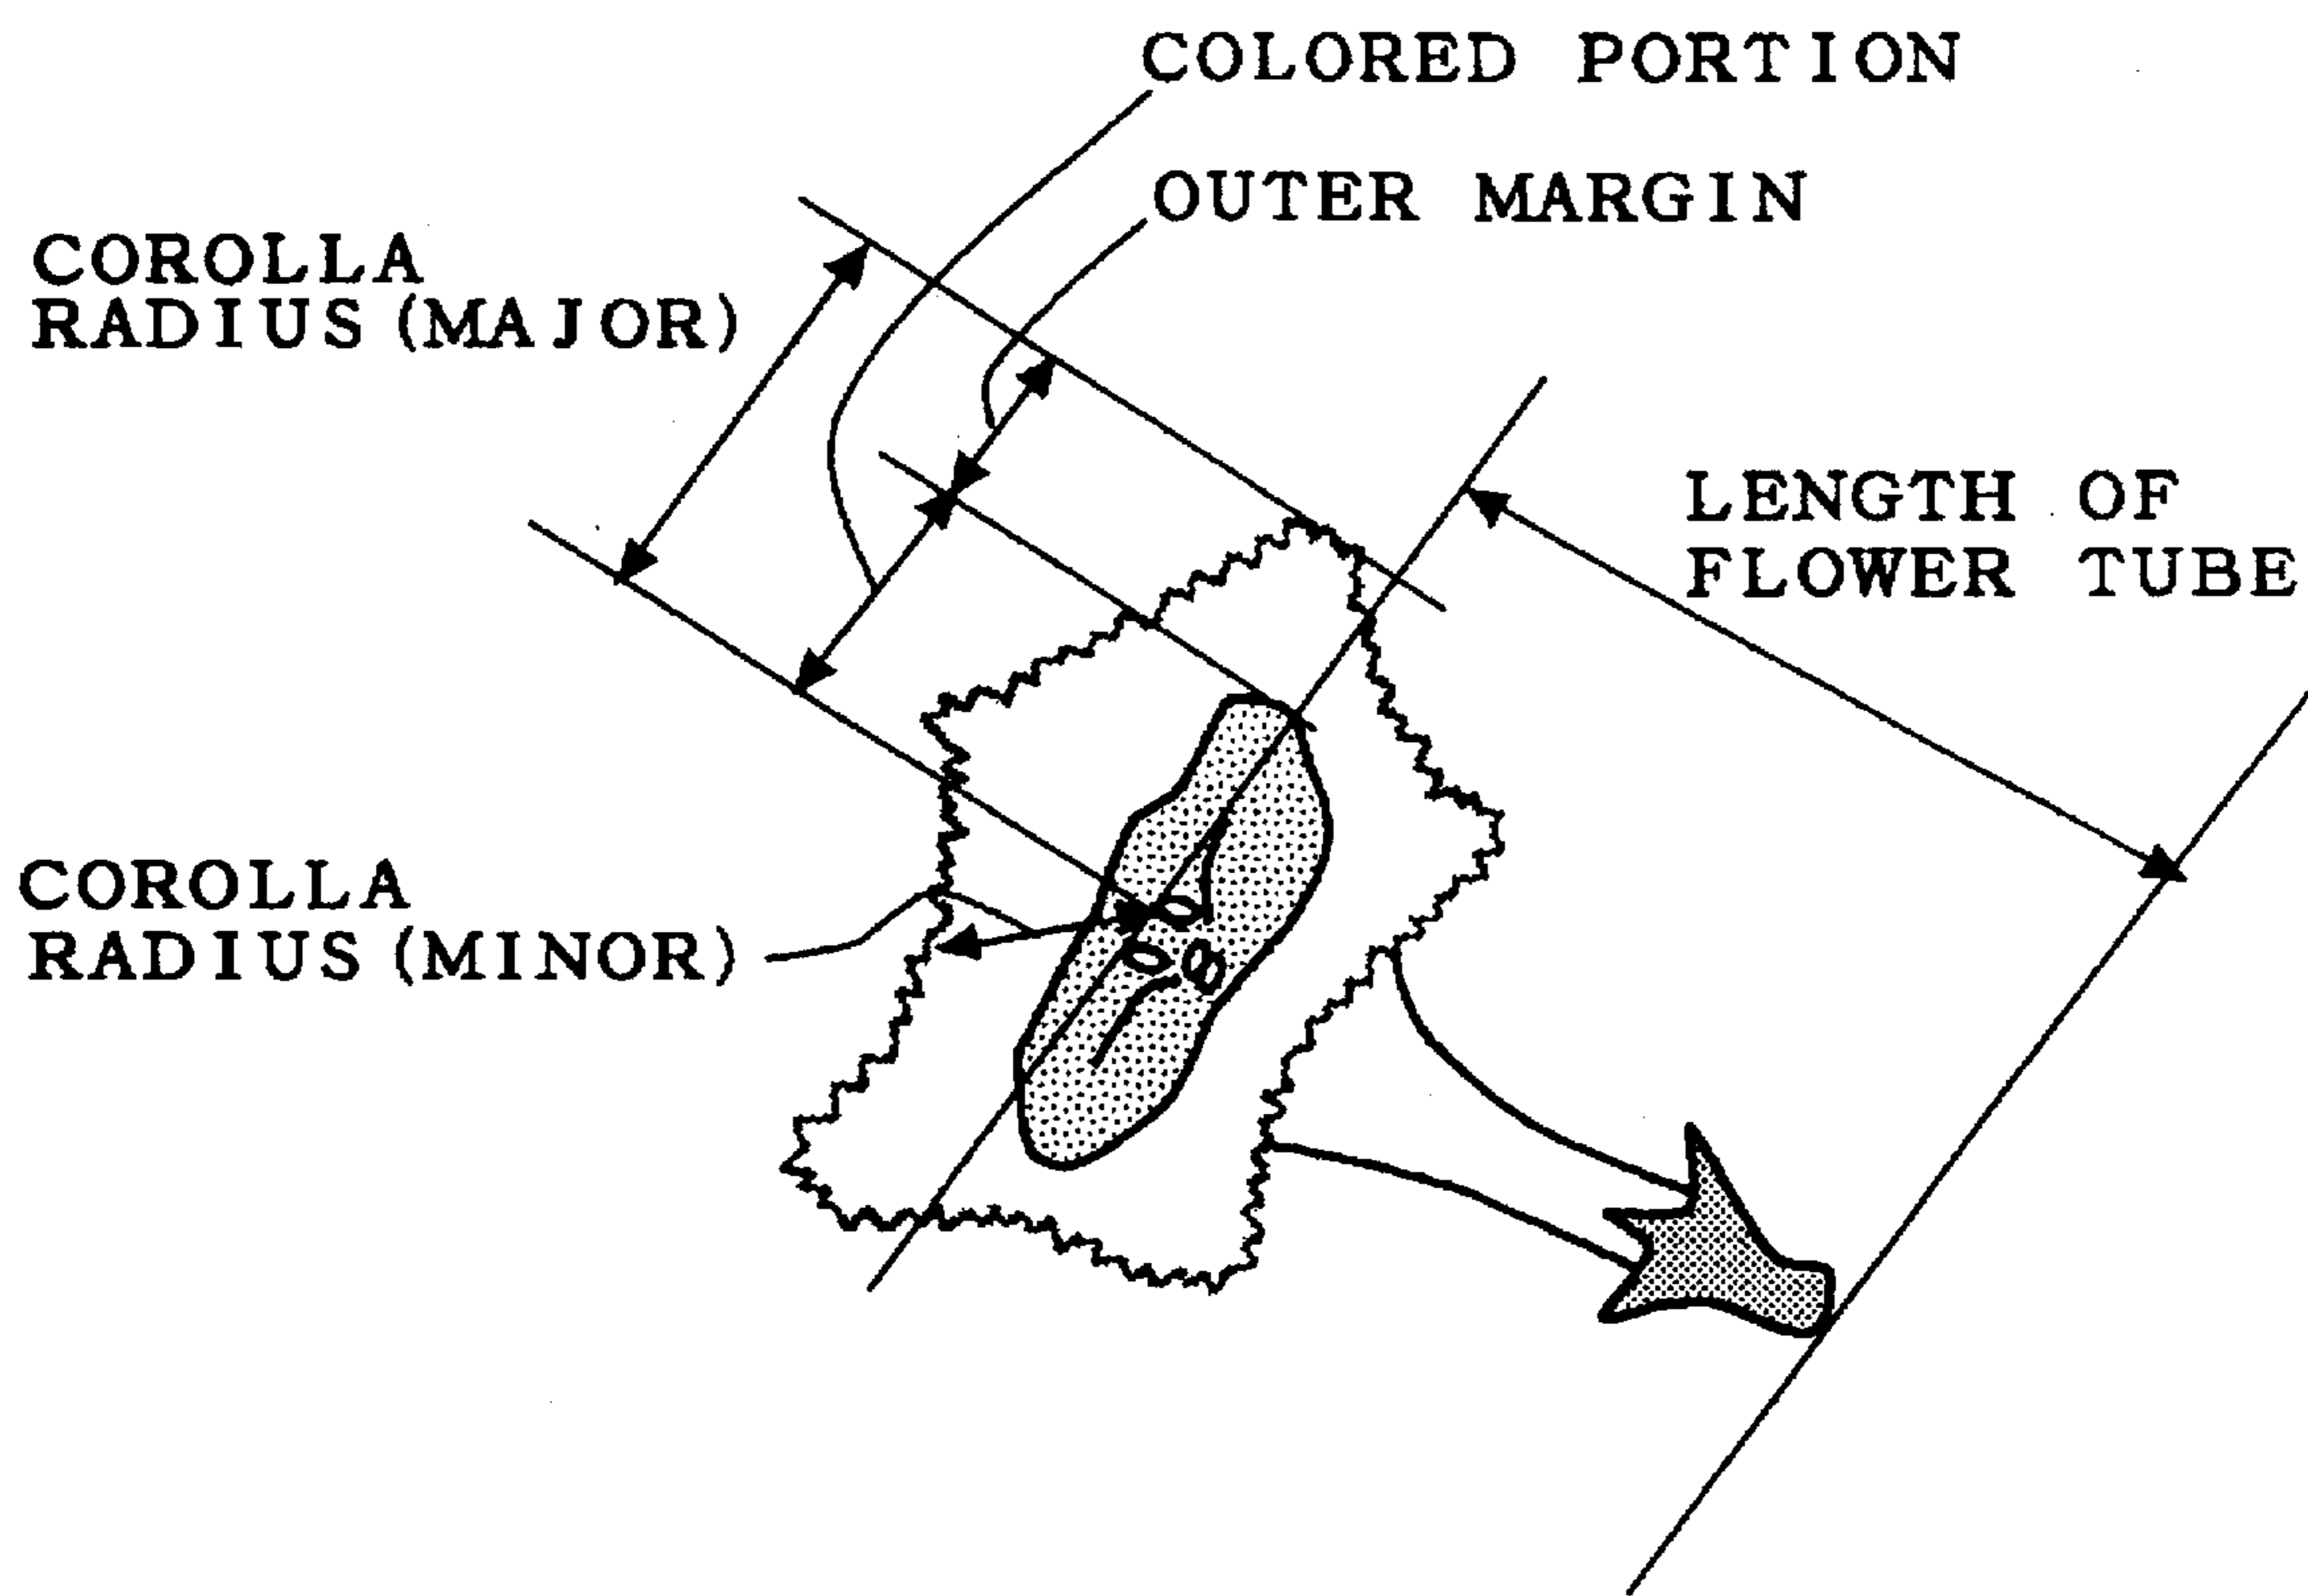 COLORED PORTION
OUTER MARGIN
COROLLA
RADIUS (MAJOR)
LENGTH OF
FLOWER TUBE
COROLLA
RADIUS (MINOR)